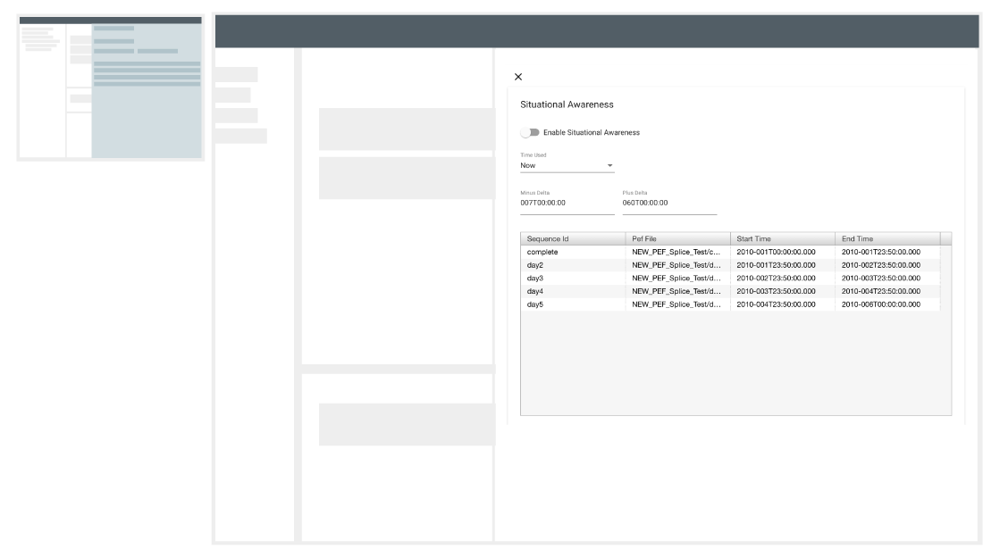 Situational Awareness
Enable Situational Awareness
Time Used
Now
Minus Delta Plus Delta
007T00:00:00 060T00:00:00
Sequence Id Pef File Start Time End Time
complete NEW_PEF_Splice_Test/c... 2010-001T00:00:00.000 2010-001T23:50:00.000
day2 NEW_PEF_Splice_Test/d... 2010-001T23:50:00.000 2010-002T23:50:00.000
day3 NEW_PEF_Splice_Test/d... 2010-002T23:50:00.000 2010-003T23:50:00.000
day4 NEW_PEF_Splice_Test/d... 2010-003T23:50:00.000 2010-004T23:50:00.000
day5 NEW_PEF_Splice_Test/d... 2010-004T23:50:00.000 2010-006T00:00:00.000